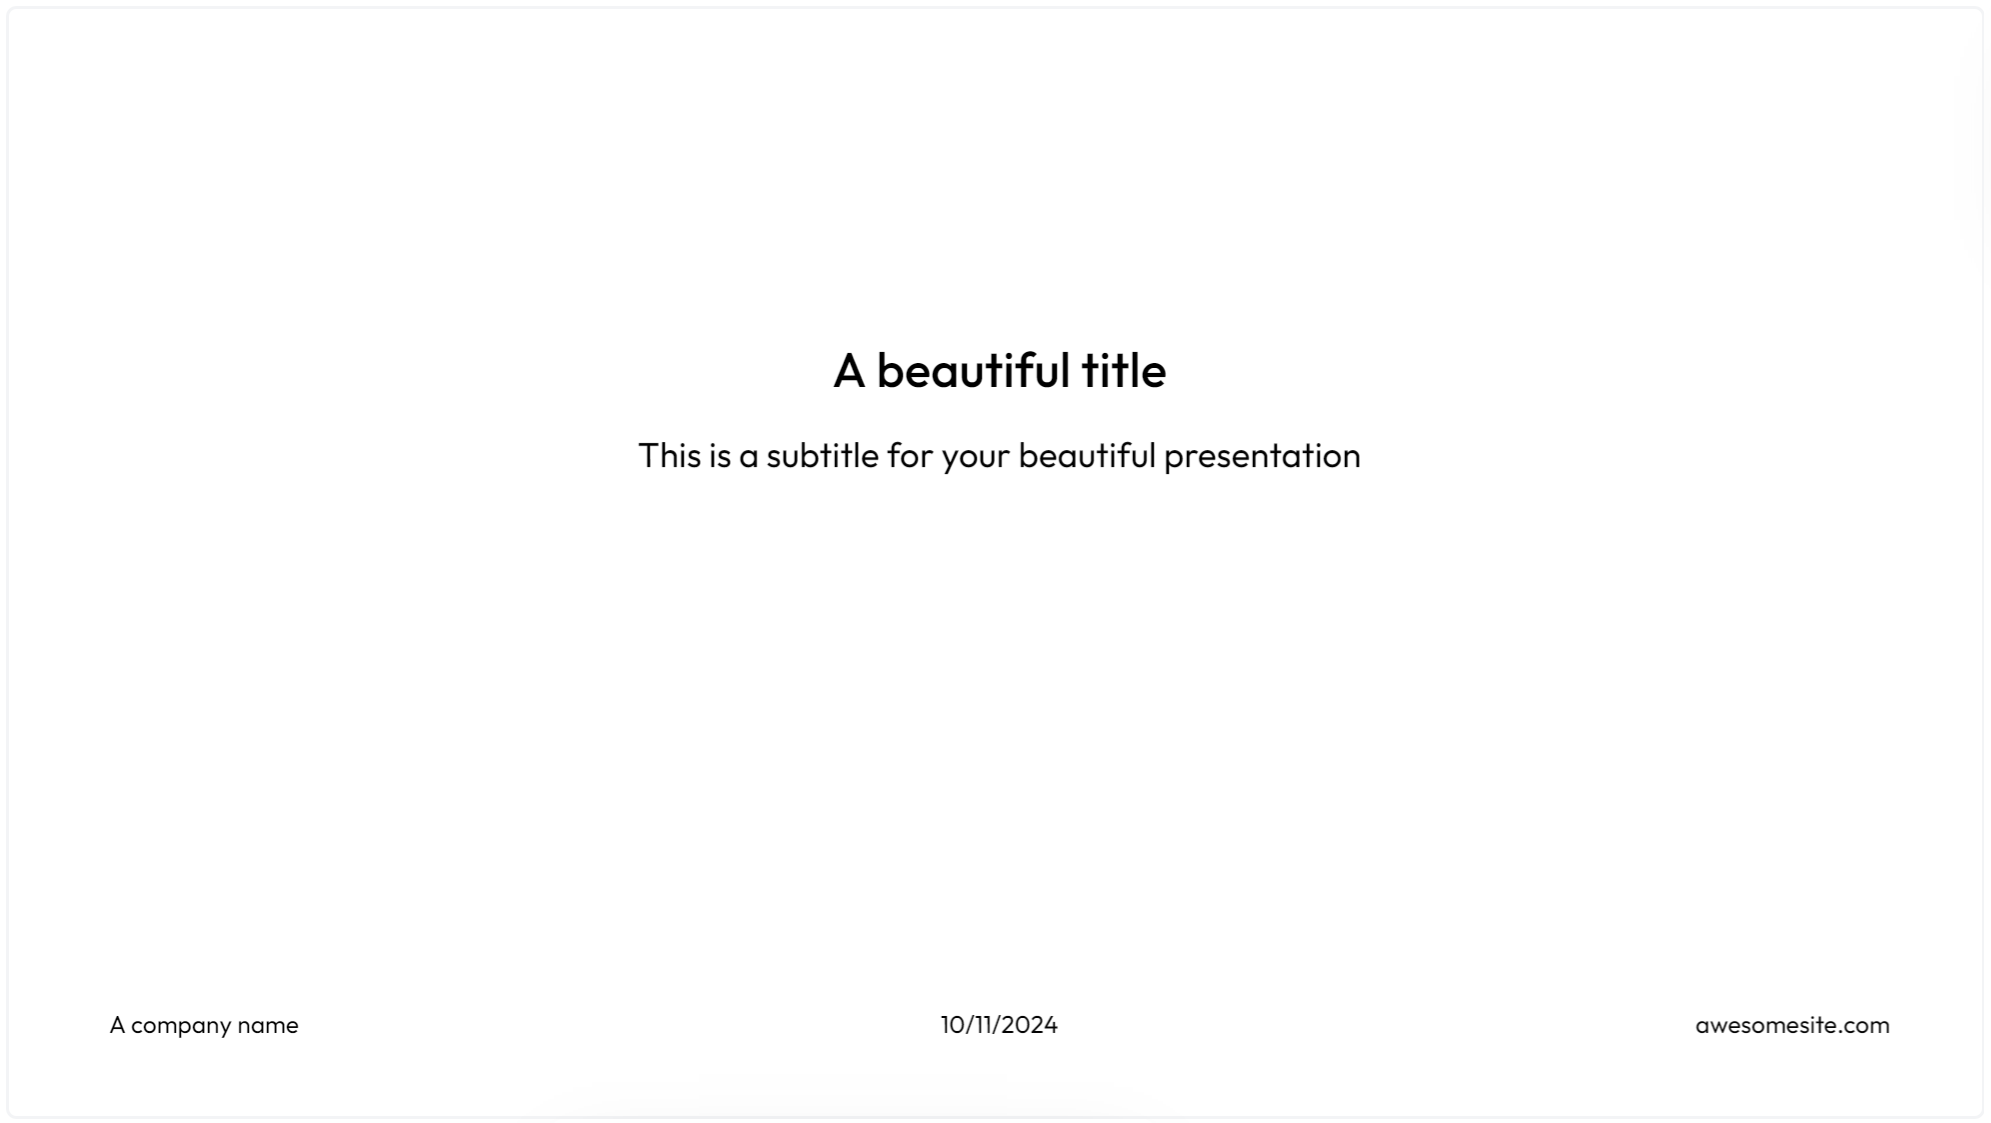 A beautiful title
This is a subtitle for your beautiful presentation
A company name
10/11/2024
awesomesite.com